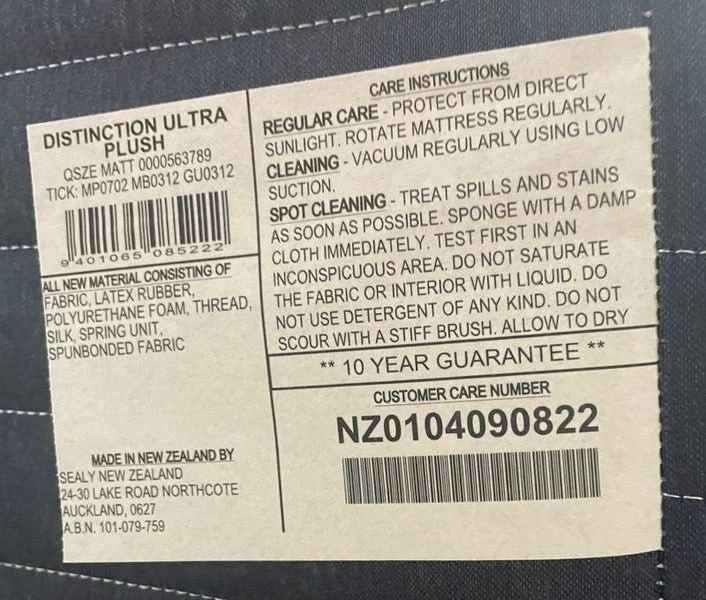 DISTINCTION ULTRA
PLUSH
QSZE MATT 0000563789
TICK: MP0702 MB0312 GU0312
9 401065 085222
ALL NEW MATERIAL CONSISTING OF
FABRIC, LATEX RUBBER,
POLYURETHANE FOAM, THREAD,
SILK, SPRING UNIT,
SPUNBONDED FABRIC
MADE IN NEW ZEALAND BY
SEALY NEW ZEALAND
24-30 LAKE ROAD NORTHCOTE
AUCKLAND, 0627
A.B.N. 101-079-759
CARE INSTRUCTIONS
REGULAR CARE - PROTECT FROM DIRECT
SUNLIGHT. ROTATE MATTRESS REGULARLY.
CLEANING - VACUUM REGULARLY USING LOW
SUCTION.
SPOT CLEANING - TREAT SPILLS AND STAINS
AS SOON AS POSSIBLE. SPONGE WITH A DAMP
CLOTH IMMEDIATELY. TEST FIRST IN AN
INCONSPICUOUS AREA. DO NOT SATURATE
THE FABRIC OR INTERIOR WITH LIQUID. DO
NOT USE DETERGENT OF ANY KIND. DO NOT
SCOUR WITH A STIFF BRUSH. ALLOW TO DRY
** 10 YEAR GUARANTEE **
CUSTOMER CARE NUMBER
NZ0104090822